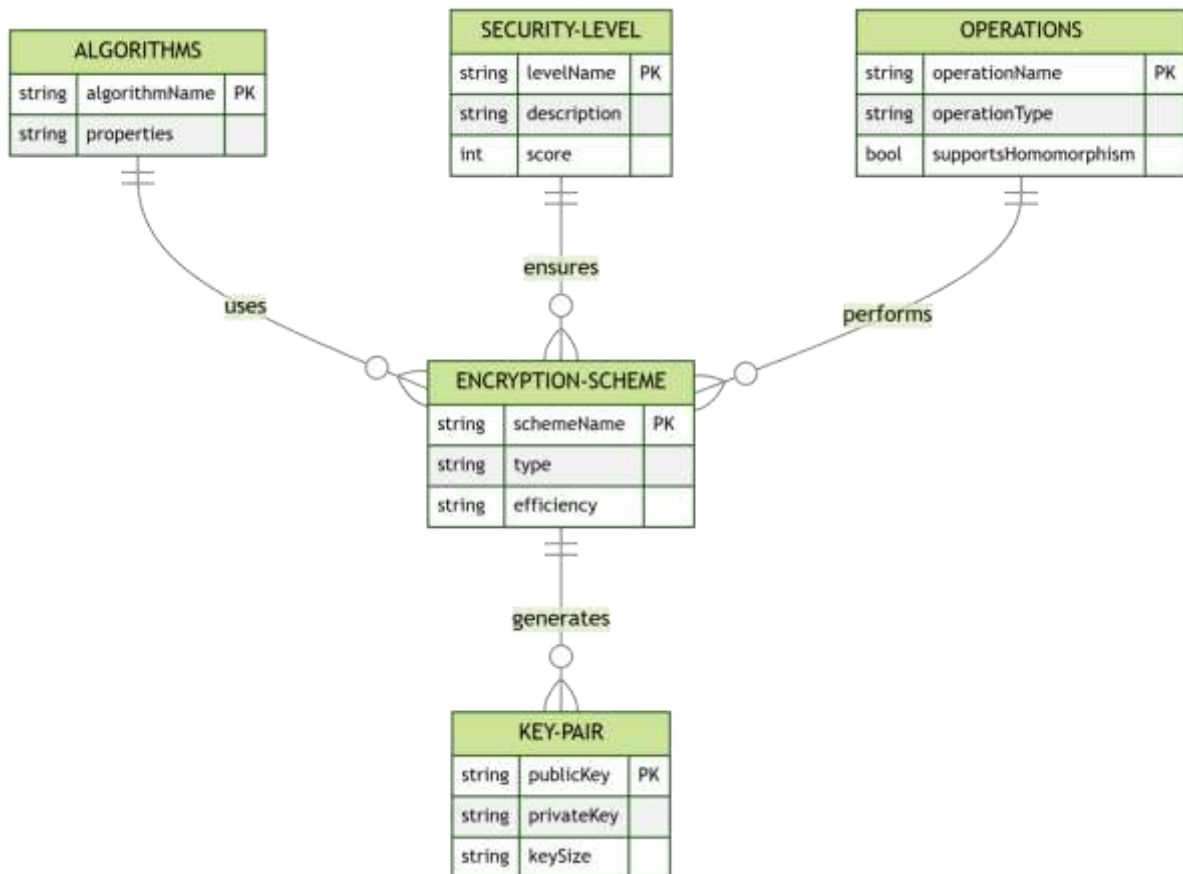 ALGORITHMS
string algorithmName PK
string properties
SECURITY-LEVEL
string levelName PK
string description
int score
OPERATIONS
string operationName PK
string operationType
bool supportsHomomorphism
uses
ensures
performs
ENCRYPTION-SCHEME
string schemeName PK
string type
string efficiency
generates
KEY-PAIR
string publicKey PK
string privateKey
string keySize